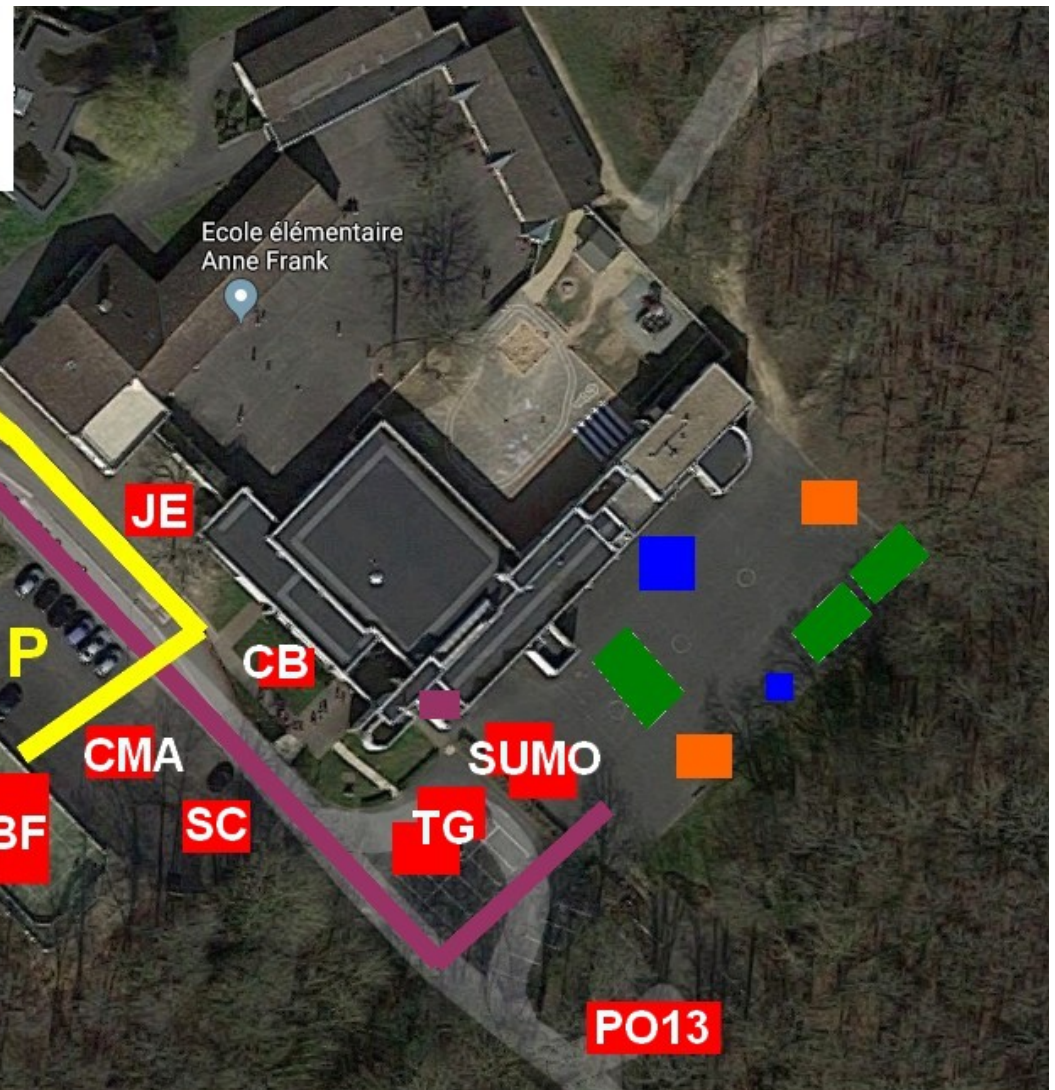 Ecole élémentaire
Anne Frank
JE
P
CB
CMA
SUMO
SC
TG
BF
PO13